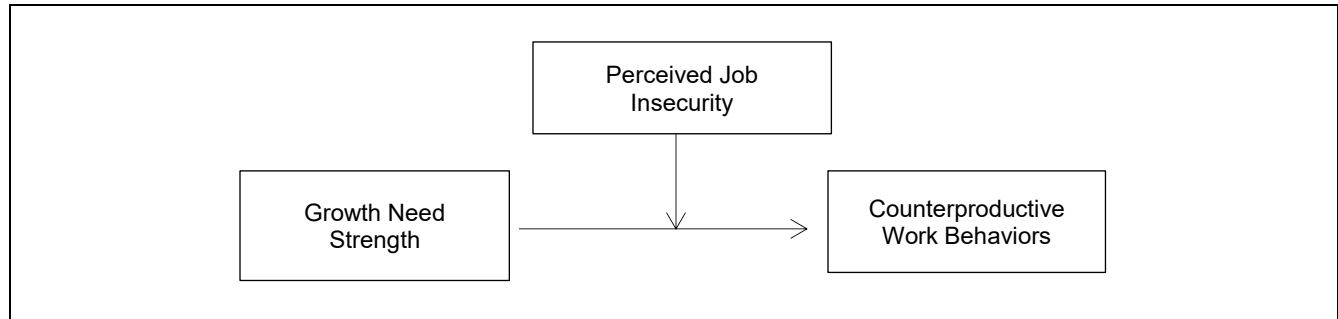 Perceived Job
Insecurity
Growth Need
Strength
Counterproductive
Work Behaviors